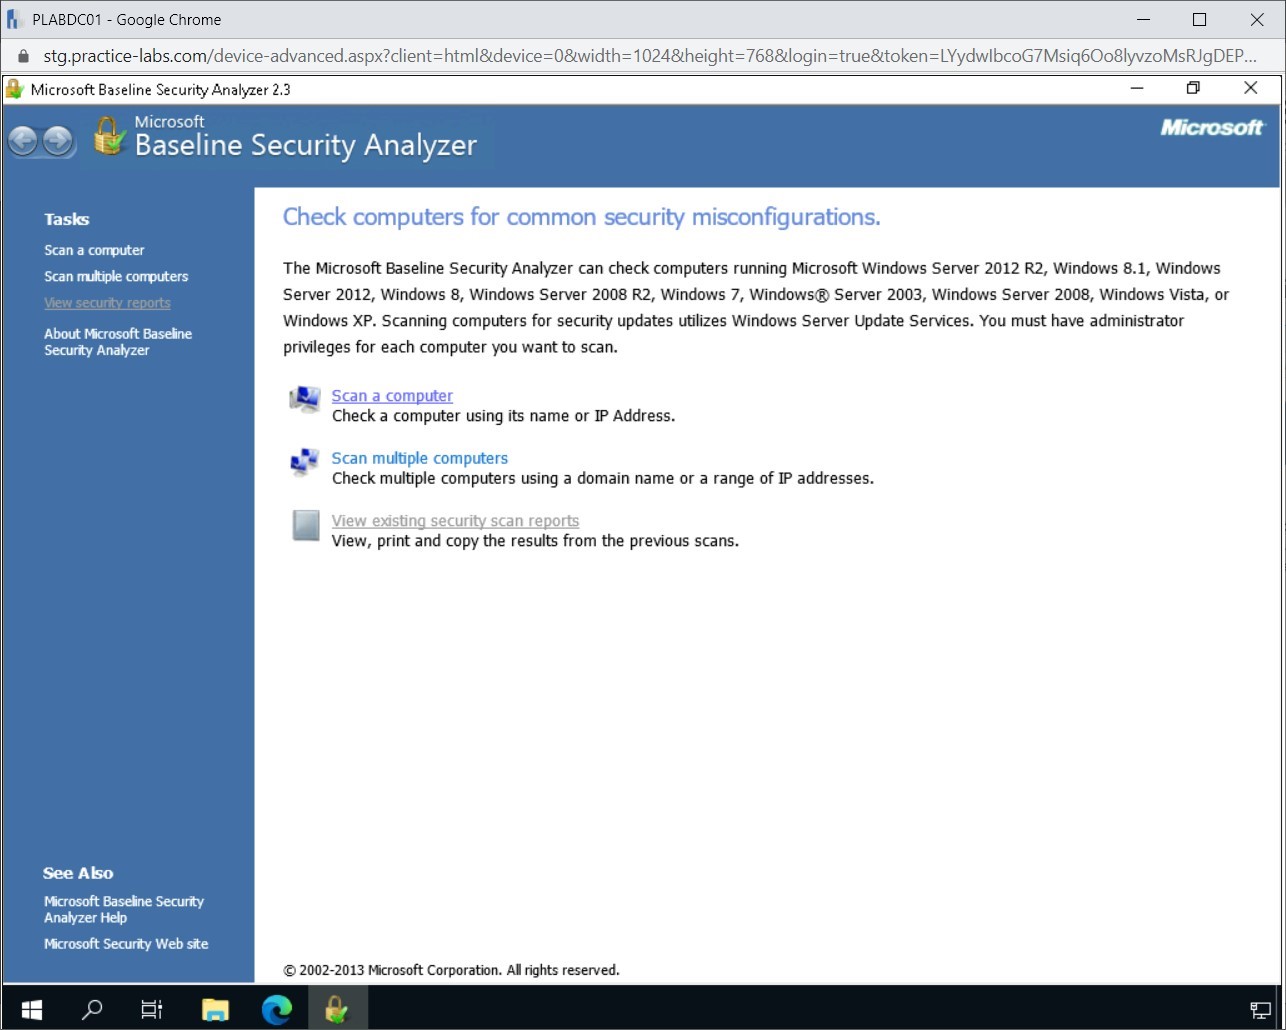 PLABDC01 - Google Chrome
stg.practice-labs.com/device-advanced.aspx?client=html&device=0&width=1024&height=768&login=true&token=LYydwIbcoG7Msiq6Oo8lyvzoMsRJgDEP...
Microsoft Baseline Security Analyzer 2.3
Microsoft
Baseline Security Analyzer
Microsoft
Tasks
Scan a computer
Scan multiple computers
View security reports
About Microsoft Baseline
Security Analyzer
Check computers for common security misconfigurations.
The Microsoft Baseline Security Analyzer can check computers running Microsoft Windows Server 2012 R2, Windows 8.1, Windows
Server 2012, Windows 8, Windows Server 2008 R2, Windows 7, Windows® Server 2003, Windows Server 2008, Windows Vista, or
Windows XP. Scanning computers for security updates utilizes Windows Server Update Services. You must have administrator
privileges for each computer you want to scan.
Scan a computer
Check a computer using its name or IP Address.
Scan multiple computers
Check multiple computers using a domain name or a range of IP addresses.
View existing security scan reports
View, print and copy the results from the previous scans.
See Also
Microsoft Baseline Security
Analyzer Help
Microsoft Security Web site
© 2002-2013 Microsoft Corporation. All rights reserved.